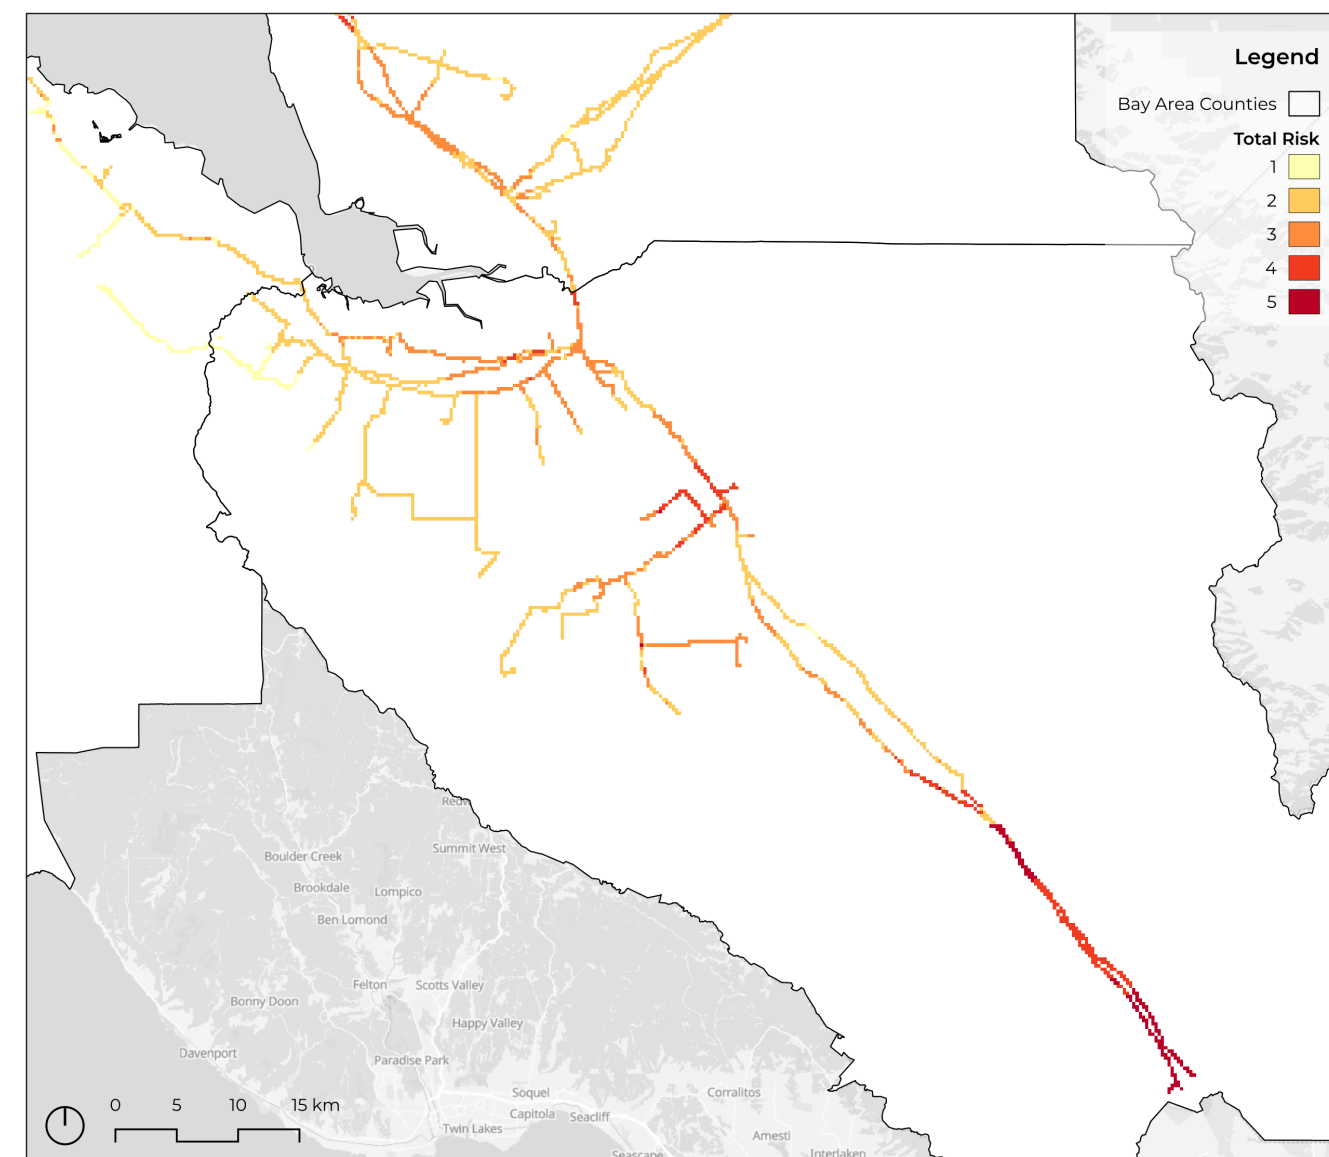 Legend
Bay Area Counties
Total Risk
1
2
3
4
5
Summit West
Boulder Creek
Brookdale
Lompico
Ben Lomond
Felton
Scotts Valley
Bonny Doon
Happy Valley
Davenport
Paradise Park
Soquel
Corralitos
0 5 10 15 km
Capitola
Seacliff
Twin Lakes
Amesti
Interlaken
Seascape